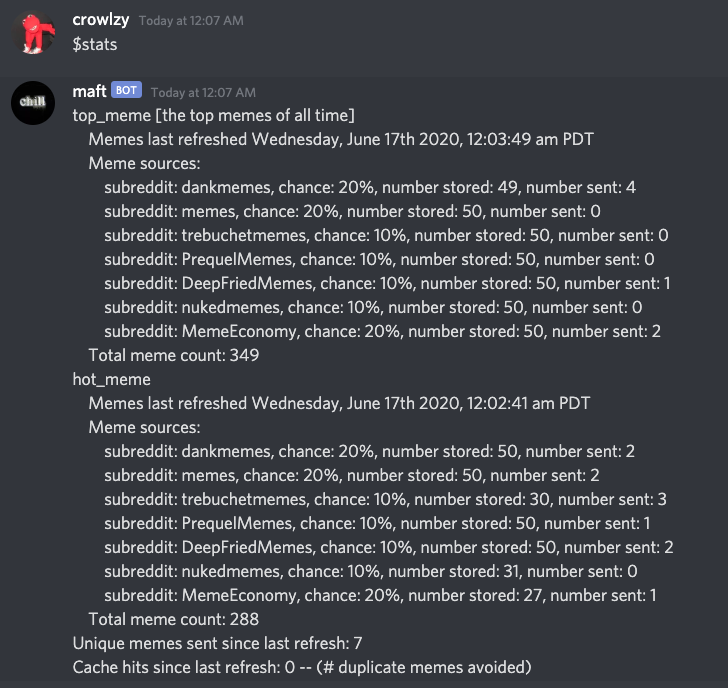 crowlzy Today at 12:07 AM
$stats
chill
maft BOT Today at 12:07 AM
top_meme [the top memes of all time]
Memes last refreshed Wednesday, June 17th 2020, 12:03:49 am PDT
Meme sources:
subreddit: dankmemes, chance: 20%, number stored: 49, number sent: 4
subreddit: memes, chance: 20%, number stored: 50, number sent: 0
subreddit: trebuchetmemes, chance: 10%, number stored: 50, number sent: 0
subreddit: PrequelMemes, chance: 10%, number stored: 50, number sent: 0
subreddit: DeepFriedMemes, chance: 10%, number stored: 50, number sent: 1
subreddit: nukedmemes, chance: 10%, number stored: 50, number sent: 0
subreddit: MemeEconomy, chance: 20%, number stored: 50, number sent: 2
Total meme count: 349
hot_meme
Memes last refreshed Wednesday, June 17th 2020, 12:02:41 am PDT
Meme sources:
subreddit: dankmemes, chance: 20%, number stored: 50, number sent: 2
subreddit: memes, chance: 20%, number stored: 50, number sent: 2
subreddit: trebuchetmemes, chance: 10%, number stored: 30, number sent: 3
subreddit: PrequelMemes, chance: 10%, number stored: 50, number sent: 1
subreddit: DeepFriedMemes, chance: 10%, number stored: 50, number sent: 2
subreddit: nukedmemes, chance: 10%, number stored: 31, number sent: 0
subreddit: MemeEconomy, chance: 20%, number stored: 27, number sent: 1
Total meme count: 288
Unique memes sent since last refresh: 7
Cache hits since last refresh: 0 -- (# duplicate memes avoided)